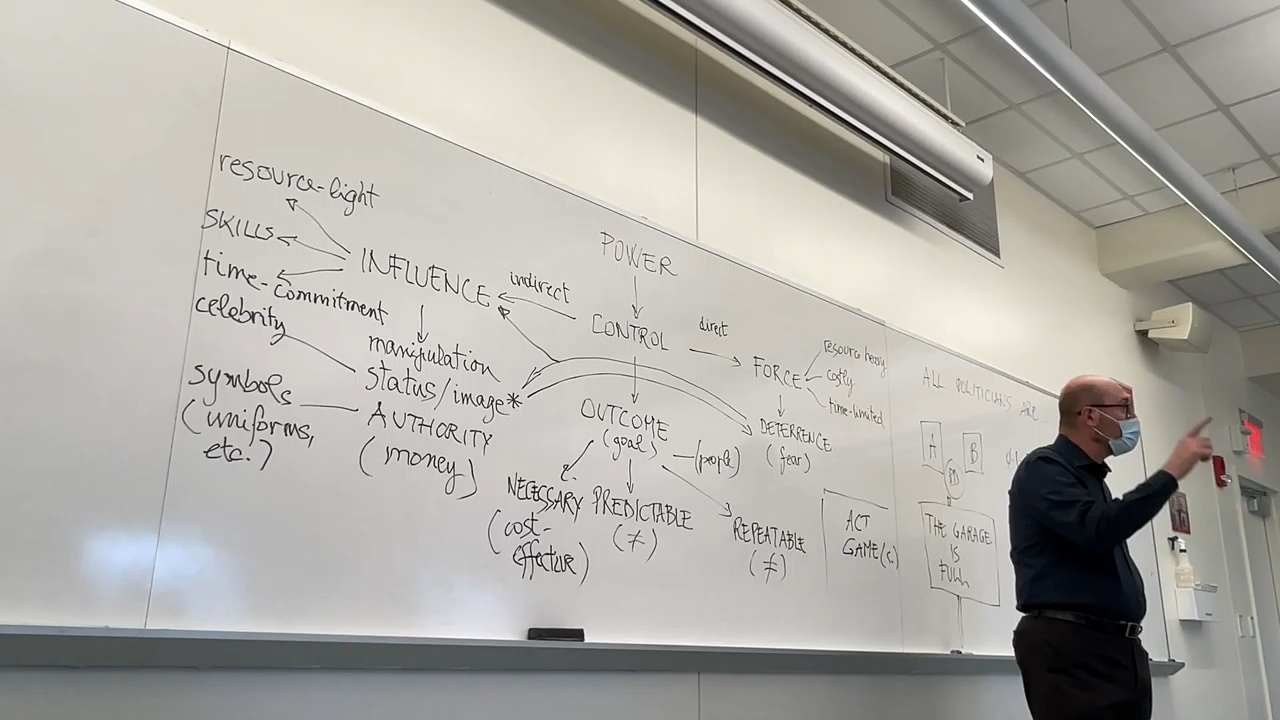 resource-light
SKILLS
time-commitment
celebrity
symbols
(uniforms,
etc.)
INFLUENCE
manipulation
status/image*
AUTHORITY
(money)
indirect
POWER
CONTROL
direct
FORCE
resource heavy
costly
time-limited
DETERRENCE
(fear)
OUTCOME
(goal)
(people)
NECESSARY
(cost-
effective)
PREDICTABLE
(≠)
REPEATABLE
(≠)
ACT
GAME(s)
ALL POLITICIANS ARE
A
B
THE GARAGE
IS
FULL